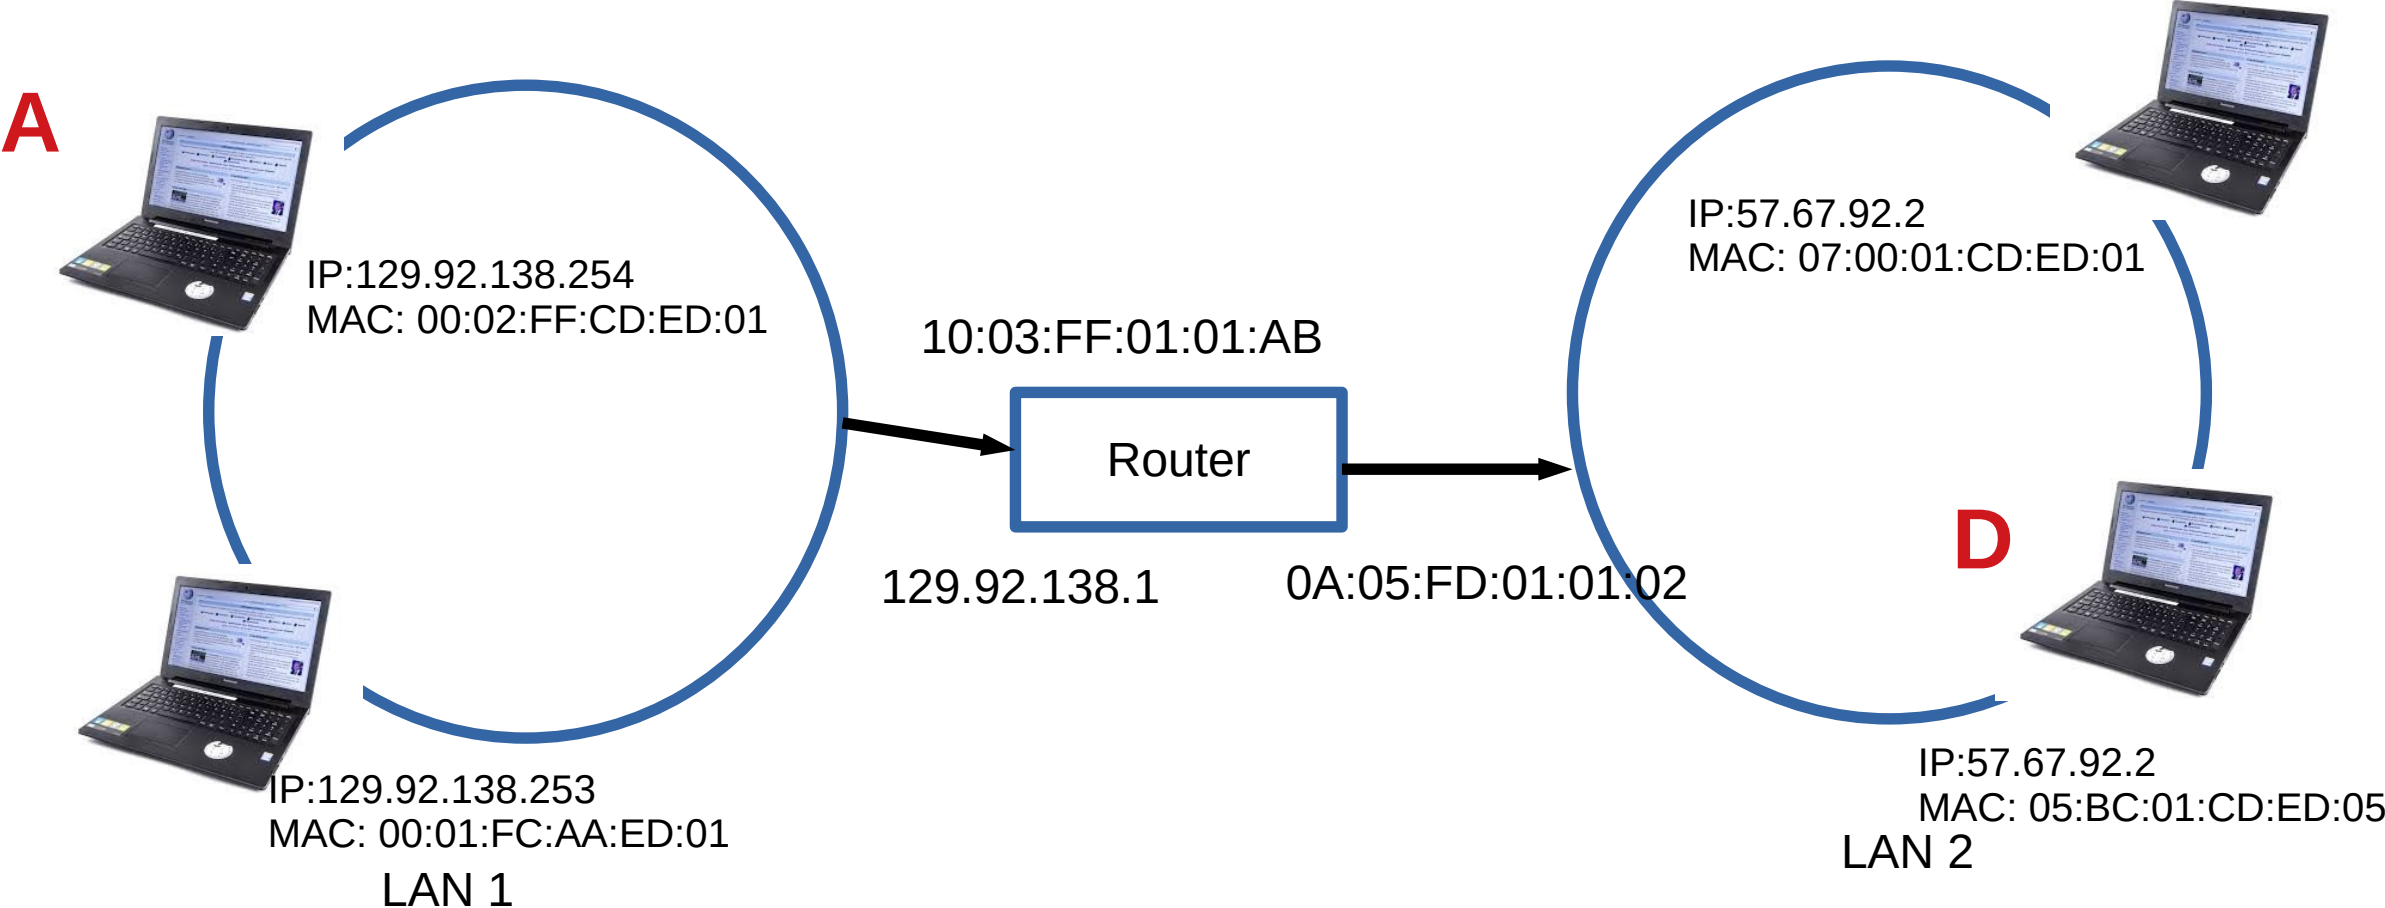 A
IP:129.92.138.254
MAC: 00:02:FF:CD:ED:01
IP:129.92.138.253
MAC: 00:01:FC:AA:ED:01
LAN 1
10:03:FF:01:01:AB
Router
129.92.138.1
0A:05:FD:01:01:02
IP:57.67.92.2
MAC: 07:00:01:CD:ED:01
D
IP:57.67.92.2
MAC: 05:BC:01:CD:ED:05
LAN 2